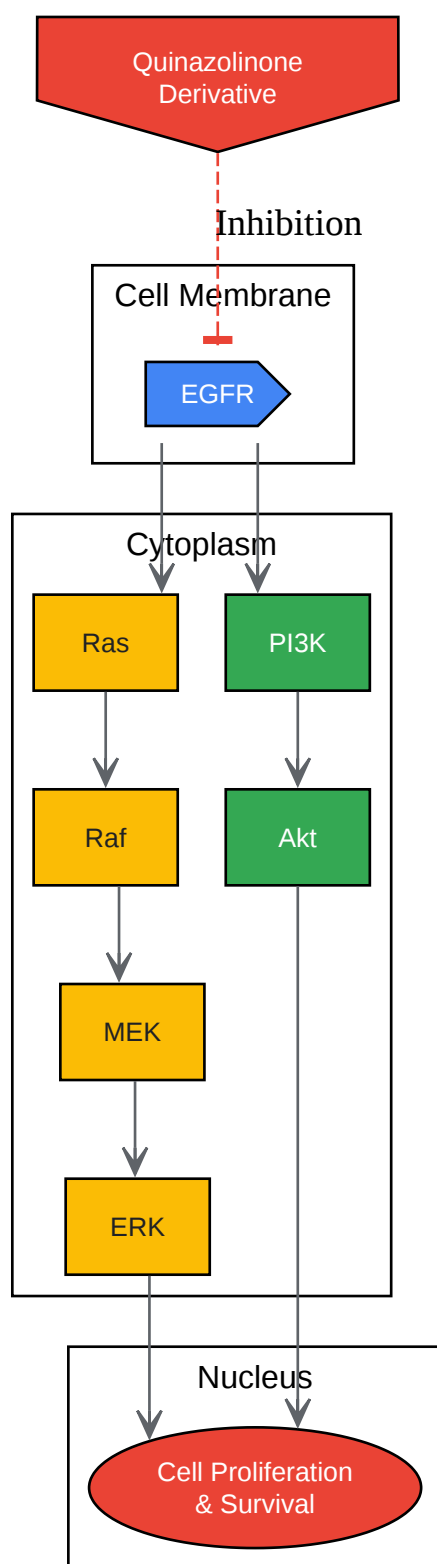 Quinazolinone
Derivative
Inhibition
Cell Membrane
EGFR
Cytoplasm
Ras
PI3K
Raf
Akt
MEK
ERK
Nucleus
Cell Proliferation
& Survival